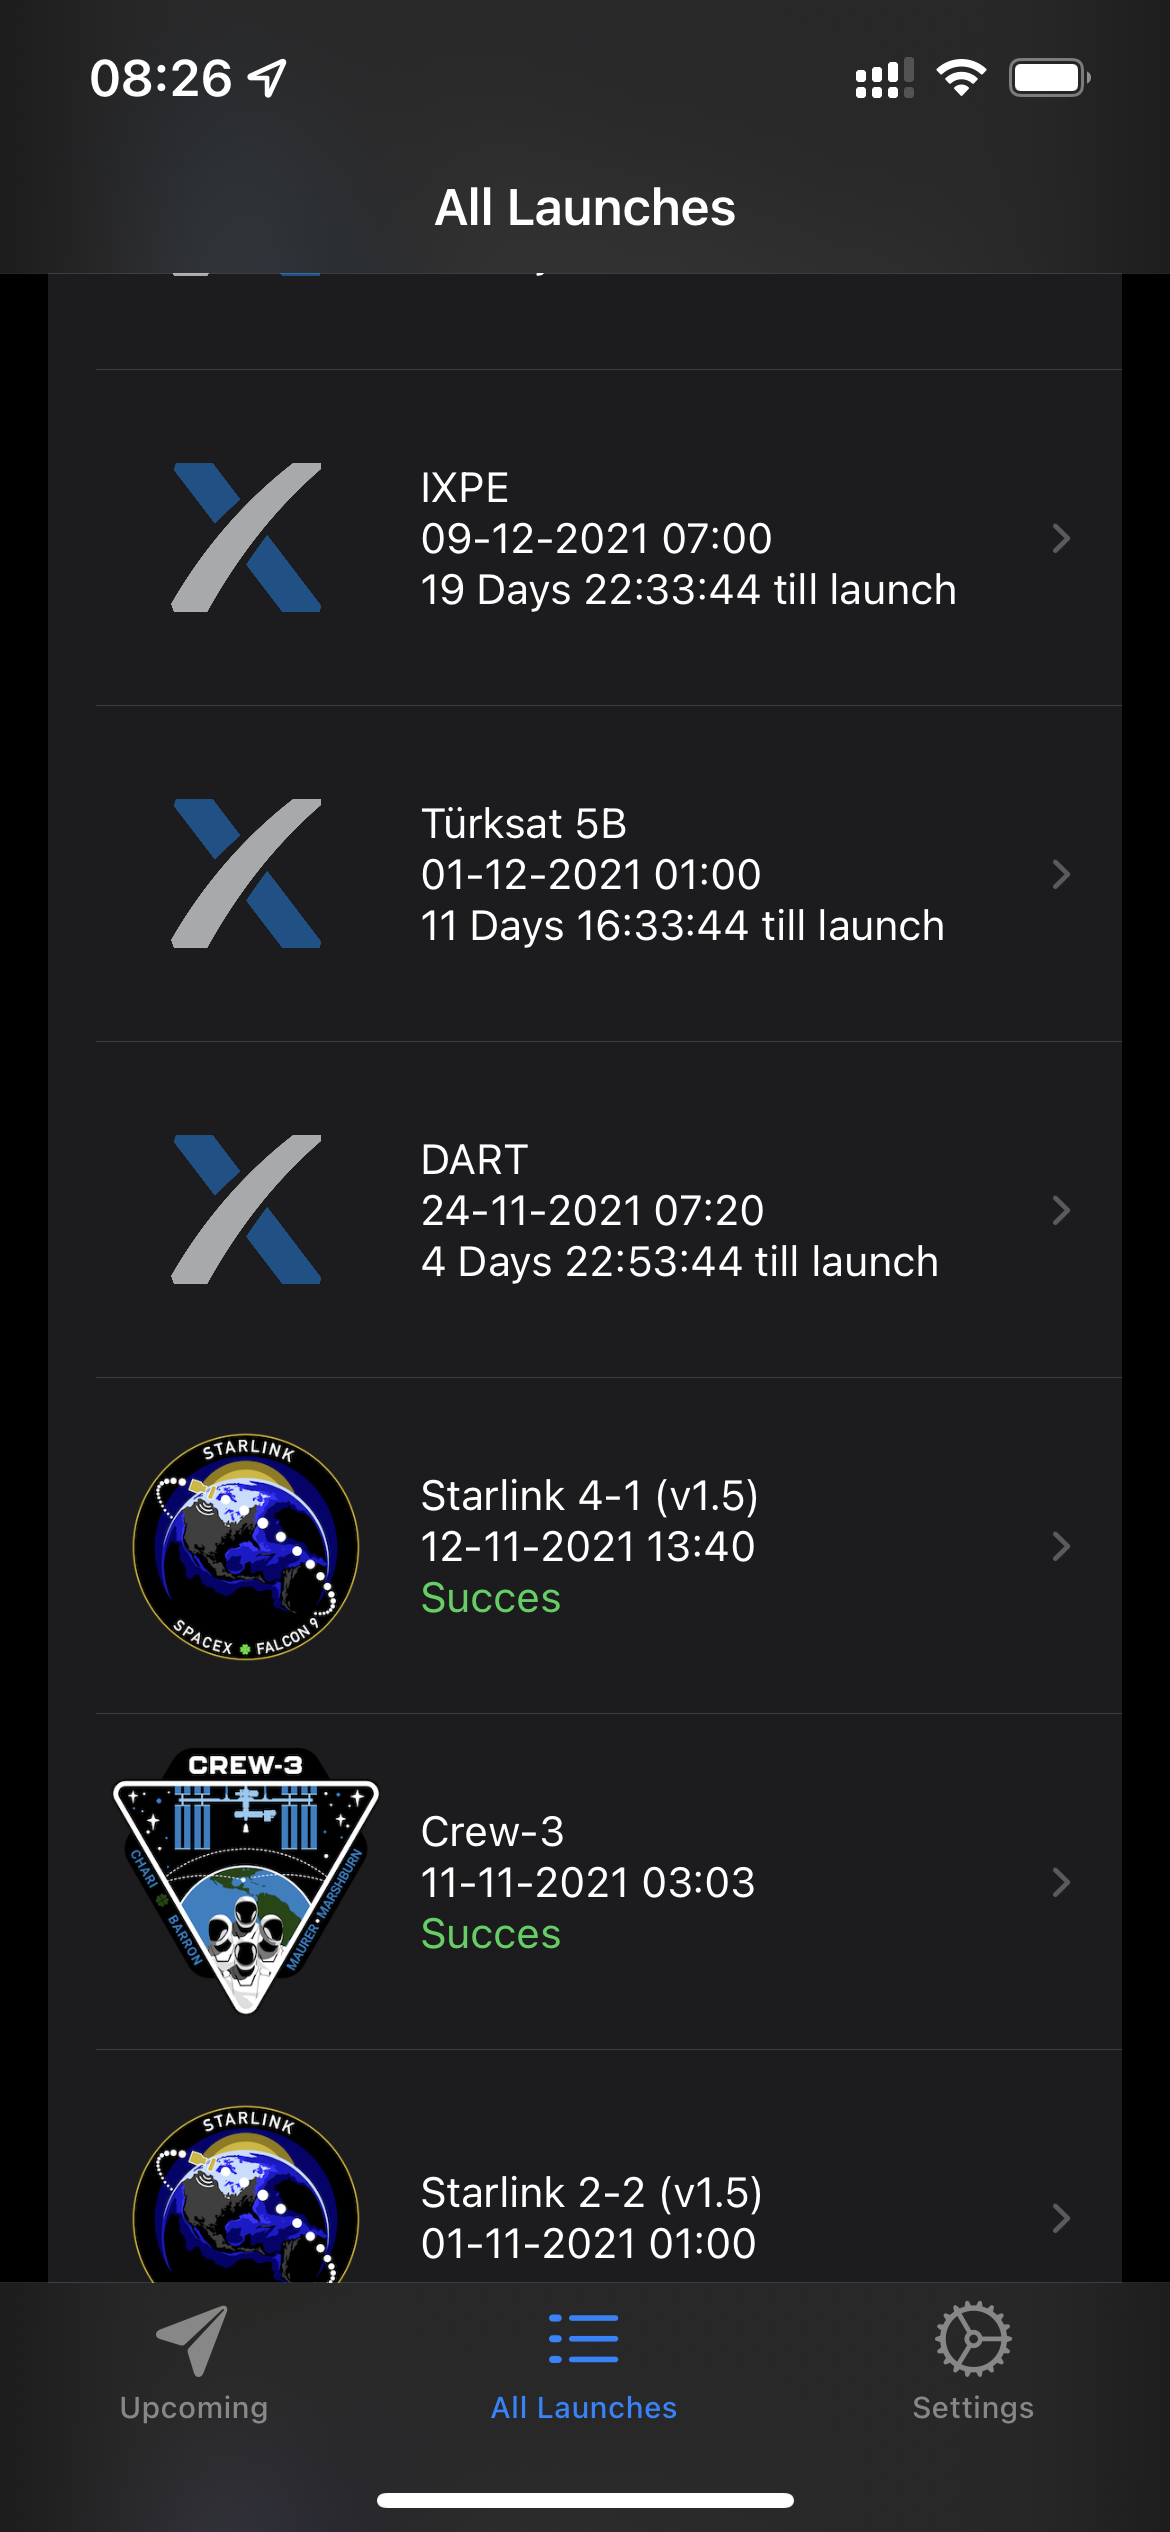 08:26
All Launches
IXPE
09-12-2021 07:00
19 Days 22:33:44 till launch
Türksat 5B
01-12-2021 01:00
11 Days 16:33:44 till launch
DART
24-11-2021 07:20
4 Days 22:53:44 till launch
STARLINK
SPACEX FALCON 9
Starlink 4-1 (v1.5)
12-11-2021 13:40
Succes
CREW-3
CHARI
BARRON
MAURER • MARSHBURN
Crew-3
11-11-2021 03:03
Succes
STARLINK
Starlink 2-2 (v1.5)
01-11-2021 01:00
Upcoming
All Launches
Settings